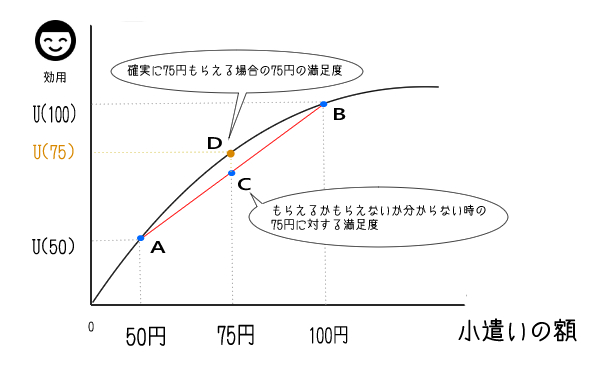 確実に75円もらえる場合の75円の満足度
効用
U(100)
B
D
U(75)
C
もらえるかもらえないか分からない時の
75円に対する満足度
U(50)
A
0
50円
75円
100円
小遣いの額